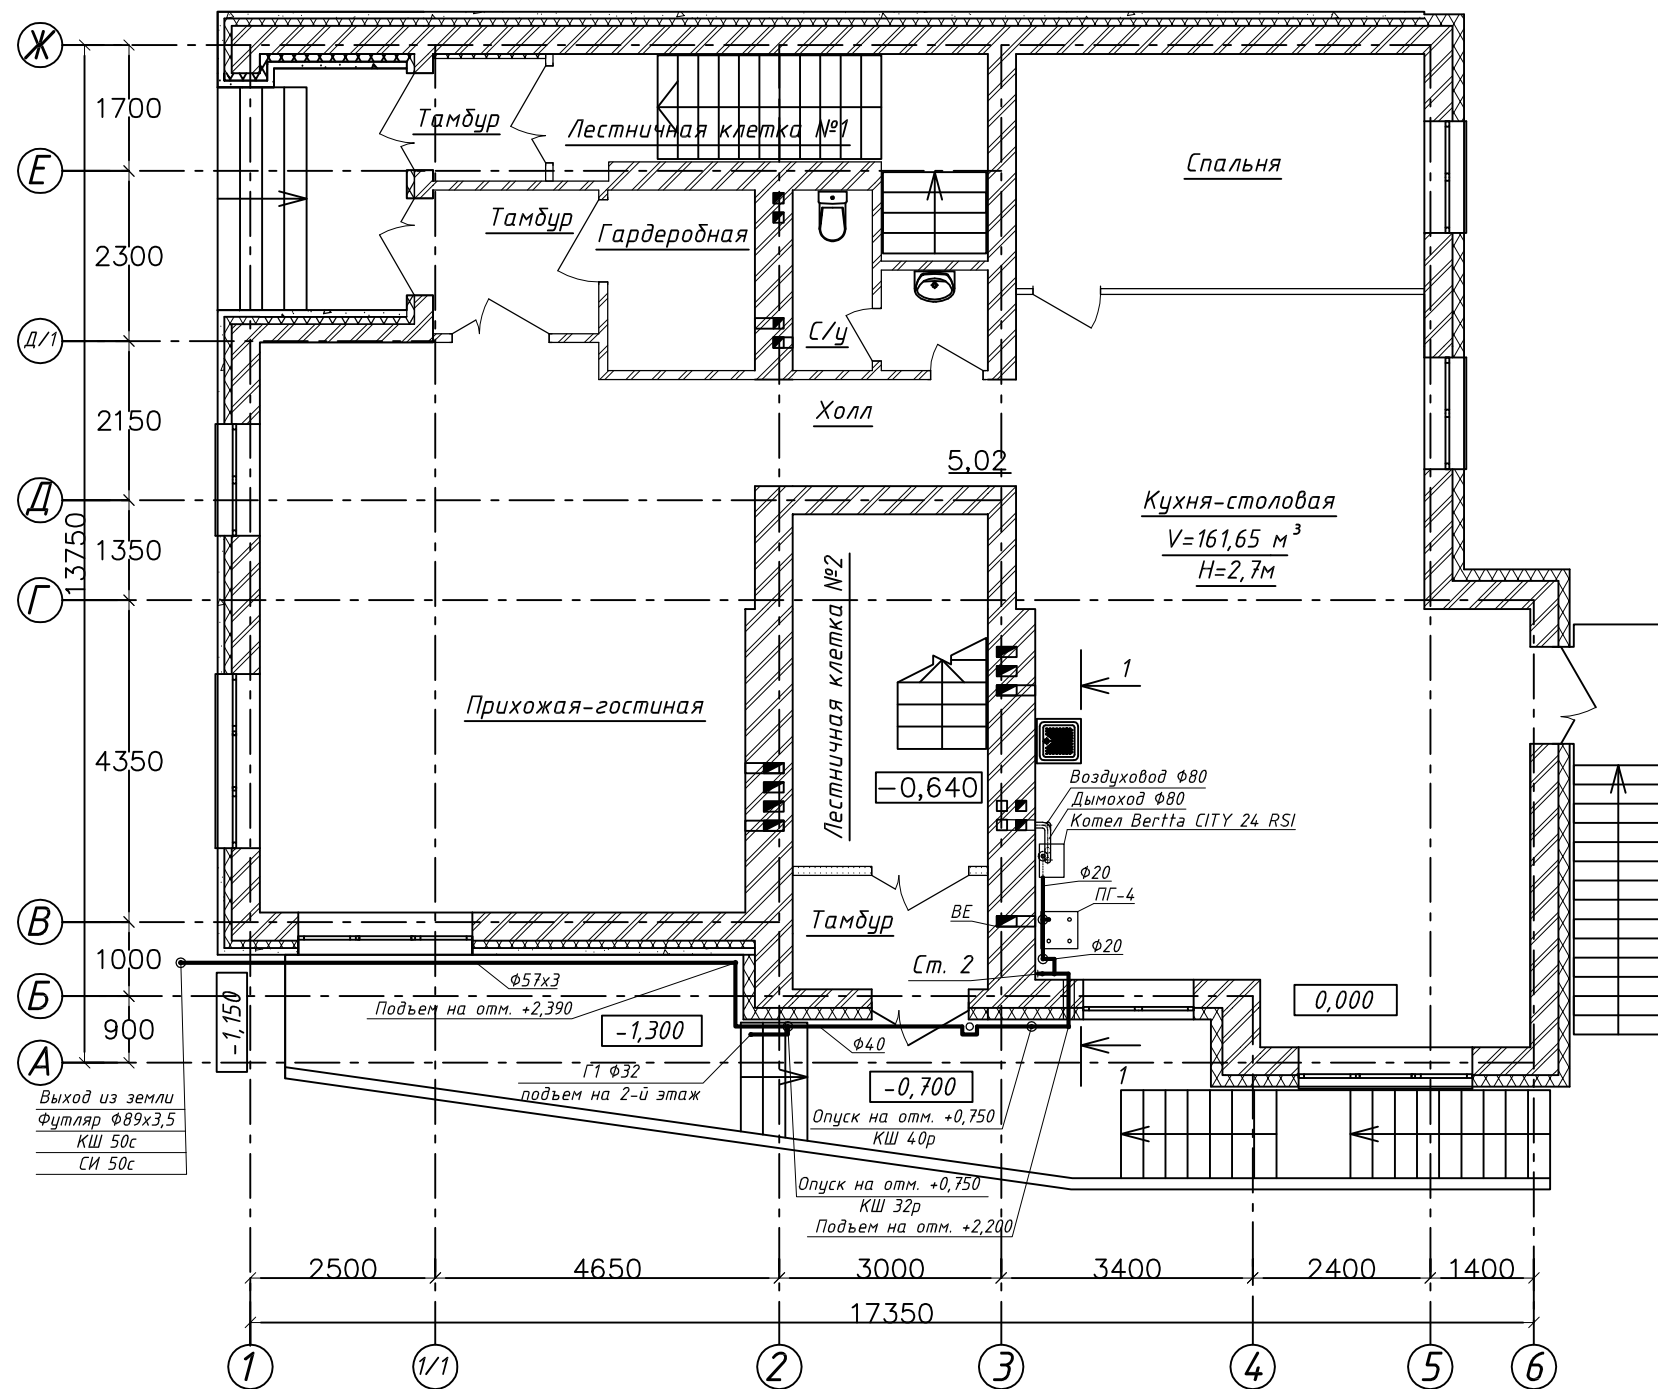 Ж
1700
Тамбур
Лестничная клетка №1
Е
Спальня
Тамбур
Гардеробная
2300
С/у
Д/1
Холл
2150
5,02
Д
Кухня-столовая
V=161,65 м³
H=2,7м
1350
13750
Г
Лестничная клетка №2
1
Прихожая-гостиная
4350
-0,640
Воздуховод Ф80
Дымоход Ф80
Котел Bertta CITY 24 RSI
Ф20
ПГ-4
ВЕ
В
Тамбур
Ф20
1000
Ст. 2
Ф57х3
Подъем на отм. +2,390
-1,150
Б
0,000
-1,300
900
Ф40
А
Г1 Ф32
подъем на 2-й этаж
-0,700
1
Выход из земли
Футляр Ф89х3,5
КШ 50с
СИ 50с
Опуск на отм. +0,750
КШ 40р
Опуск на отм. +0,750
КШ 32р
Подъем на отм. +2,200
2500
4650
3000
3400
2400
1400
17350
1
1/1
2
3
4
5
6